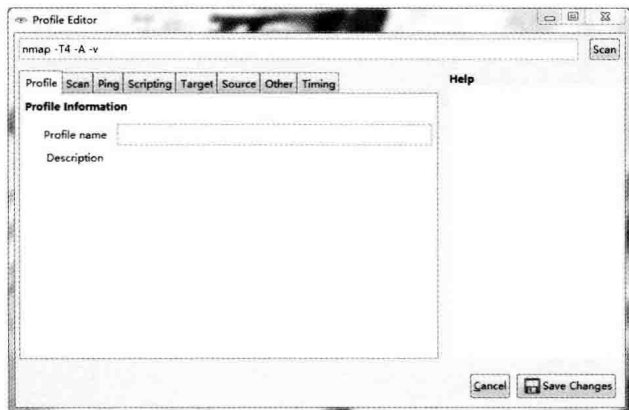 Profile Editor
nmap -T4 -A -v
Scan
Profile Scan Ping Scripting Target Source Other Timing
Help
Profile Information
Profile name
Description
Cancel
Save Changes